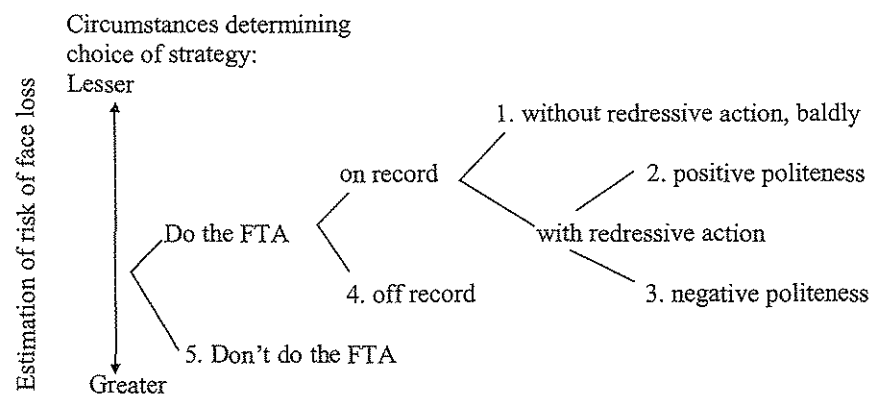 Circumstances determining
choice of strategy:
Lesser
Estimation of risk of face loss
1. without redressive action, baldly
on record
2. positive politeness
Do the FTA
with redressive action
4. off record
3. negative politeness
5. Don't do the FTA
Greater